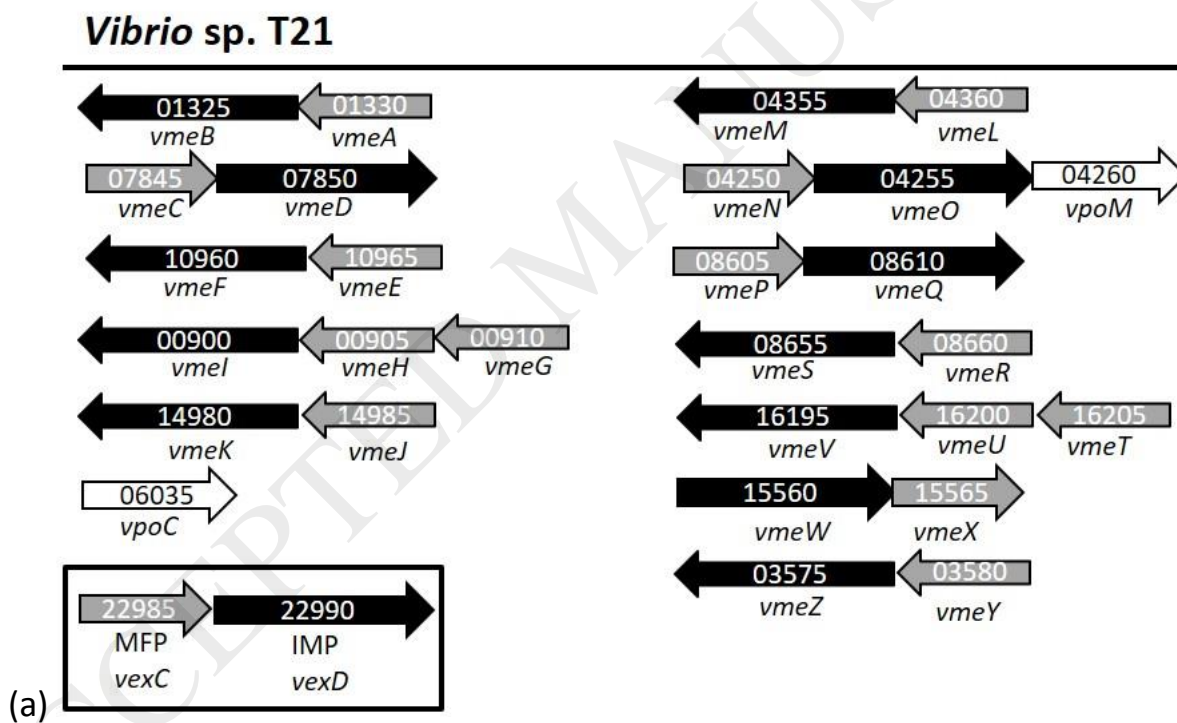 Vibrio sp. T21
01325 01330
vmeB vmeA
07845 07850
vmeC vmeD
10960 10965
vmeF vmeE
00900 00905 00910
vmeI vmeH vmeG
14980 14985
vmeK vmeJ
06035
vpoC
22985 22990
MFP IMP
vexC vexD
04355 04360
vmeM vmeL
04250 04255 04260
vmeN vmeO vpoM
08605 08610
vmeP vmeQ
08655 08660
vmeS vmeR
16195 16200 16205
vmeV vmeU vmeT
15560 15565
vmeW vmeX
03575 03580
vmeZ vmeY
(a)
CCEPTED MANUS